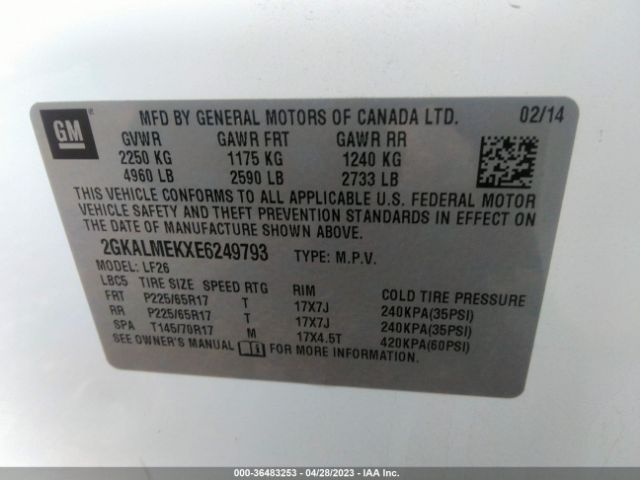 GM
MFD BY GENERAL MOTORS OF CANADA LTD. 02/14
GVWR GAWR FRT GAWR RR
2250 KG 1175 KG 1240 KG
4960 LB 2590 LB 2733 LB
THIS VEHICLE CONFORMS TO ALL APPLICABLE U.S. FEDERAL MOTOR
VEHICLE SAFETY AND THEFT PREVENTION STANDARDS IN EFFECT ON
THE DATE OF MANUFACTURE SHOWN ABOVE.
2GKALMEKXE6249793 TYPE: M.P.V.
MODEL: LF26
LBC5 TIRE SIZE SPEED RTG RIM COLD TIRE PRESSURE
FRT P225/65R17 T 17X7J 240KPA(35PSI)
RR P225/65R17 T 17X7J 240KPA(35PSI)
SPA T145/70R17 M 17X4.5T 420KPA(60PSI)
SEE OWNER'S MANUAL FOR MORE INFORMATION.
000-36483253 - 04/28/2023 - IAA Inc.